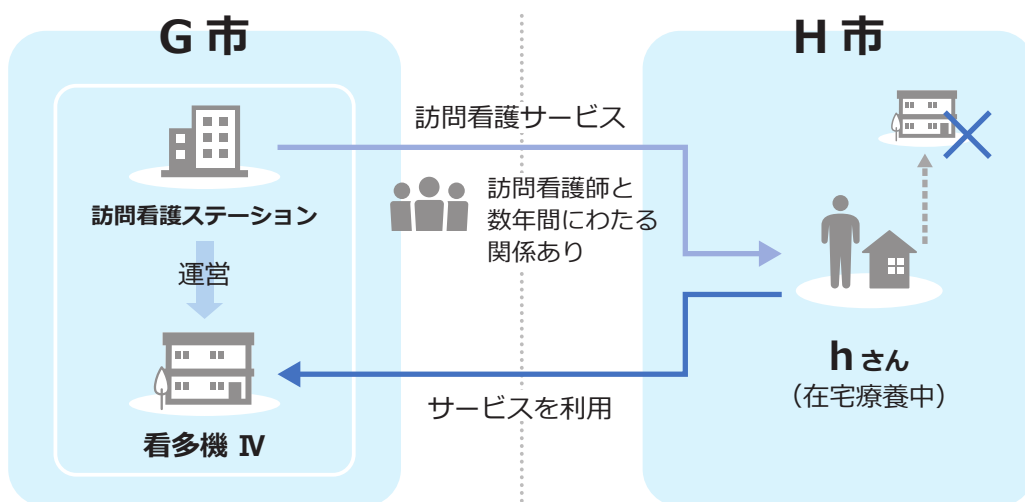 G 市
H 市
訪問看護サービス
訪問看護師と
数年間にわたる
関係あり
訪問看護ステーション
運営
看多機 Ⅳ
サービスを利用
hさん
（在宅療養中）